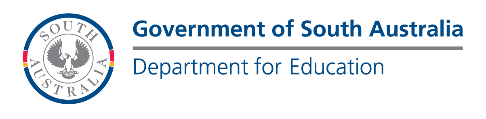 SOUTH
AUSTRALIA
Government of South Australia
Department for Education